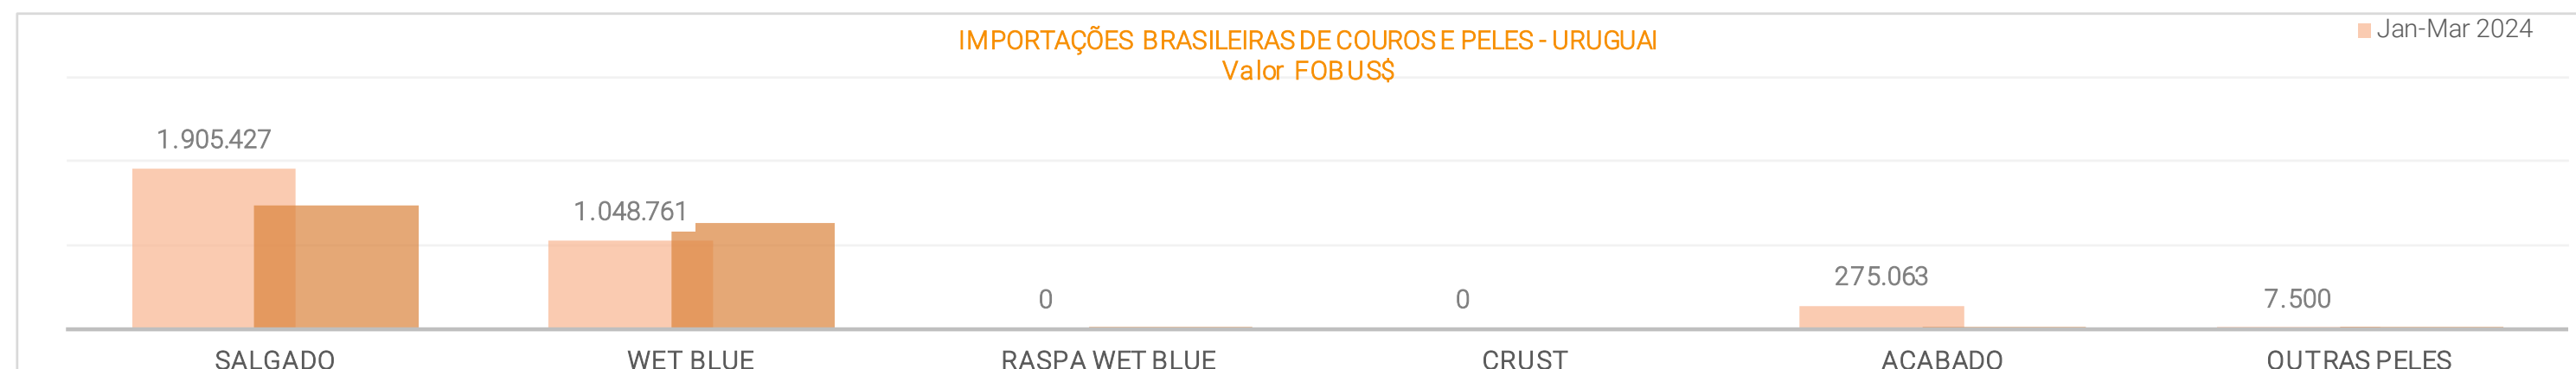 IMPORTAÇÕES BRASILEIRAS DE COUROS E PELES - URUGUAI
Valor FOB US$
Jan-Mar 2024
1.905.427
1.048.761
0
0
275.063
7.500
SALGADO
WET BLUE
RASPA WET BLUE
CRUST
ACABADO
OUTRAS PELES